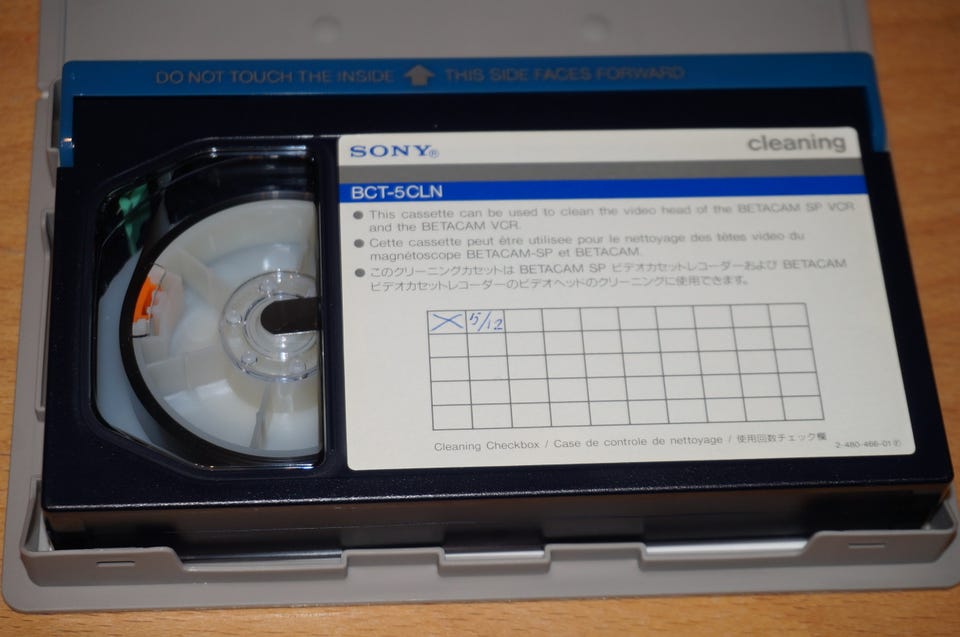 DO NOT TOUCH THE INSIDE ⬆ THIS SIDE FACES FORWARD
SONY® cleaning
BCT-5CLN
● This cassette can be used to clean the video head of the BETACAM SP VCR
and the BETACAM VCR.
● Cette cassette peut être utilisee pour le nettoyage des têtes video du
magnétoscope BETACAM-SP et BETACAM.
● このクリーニングカセットは BETACAM SP ビデオカセットレコーダーおよび BETACAM
ビデオカセットレコーダーのビデオヘッドのクリーニングに使用できます。
X 15/12
Cleaning Checkbox / Case de controle de nettoyage / 使用回数チェック欄 2-480-466-01